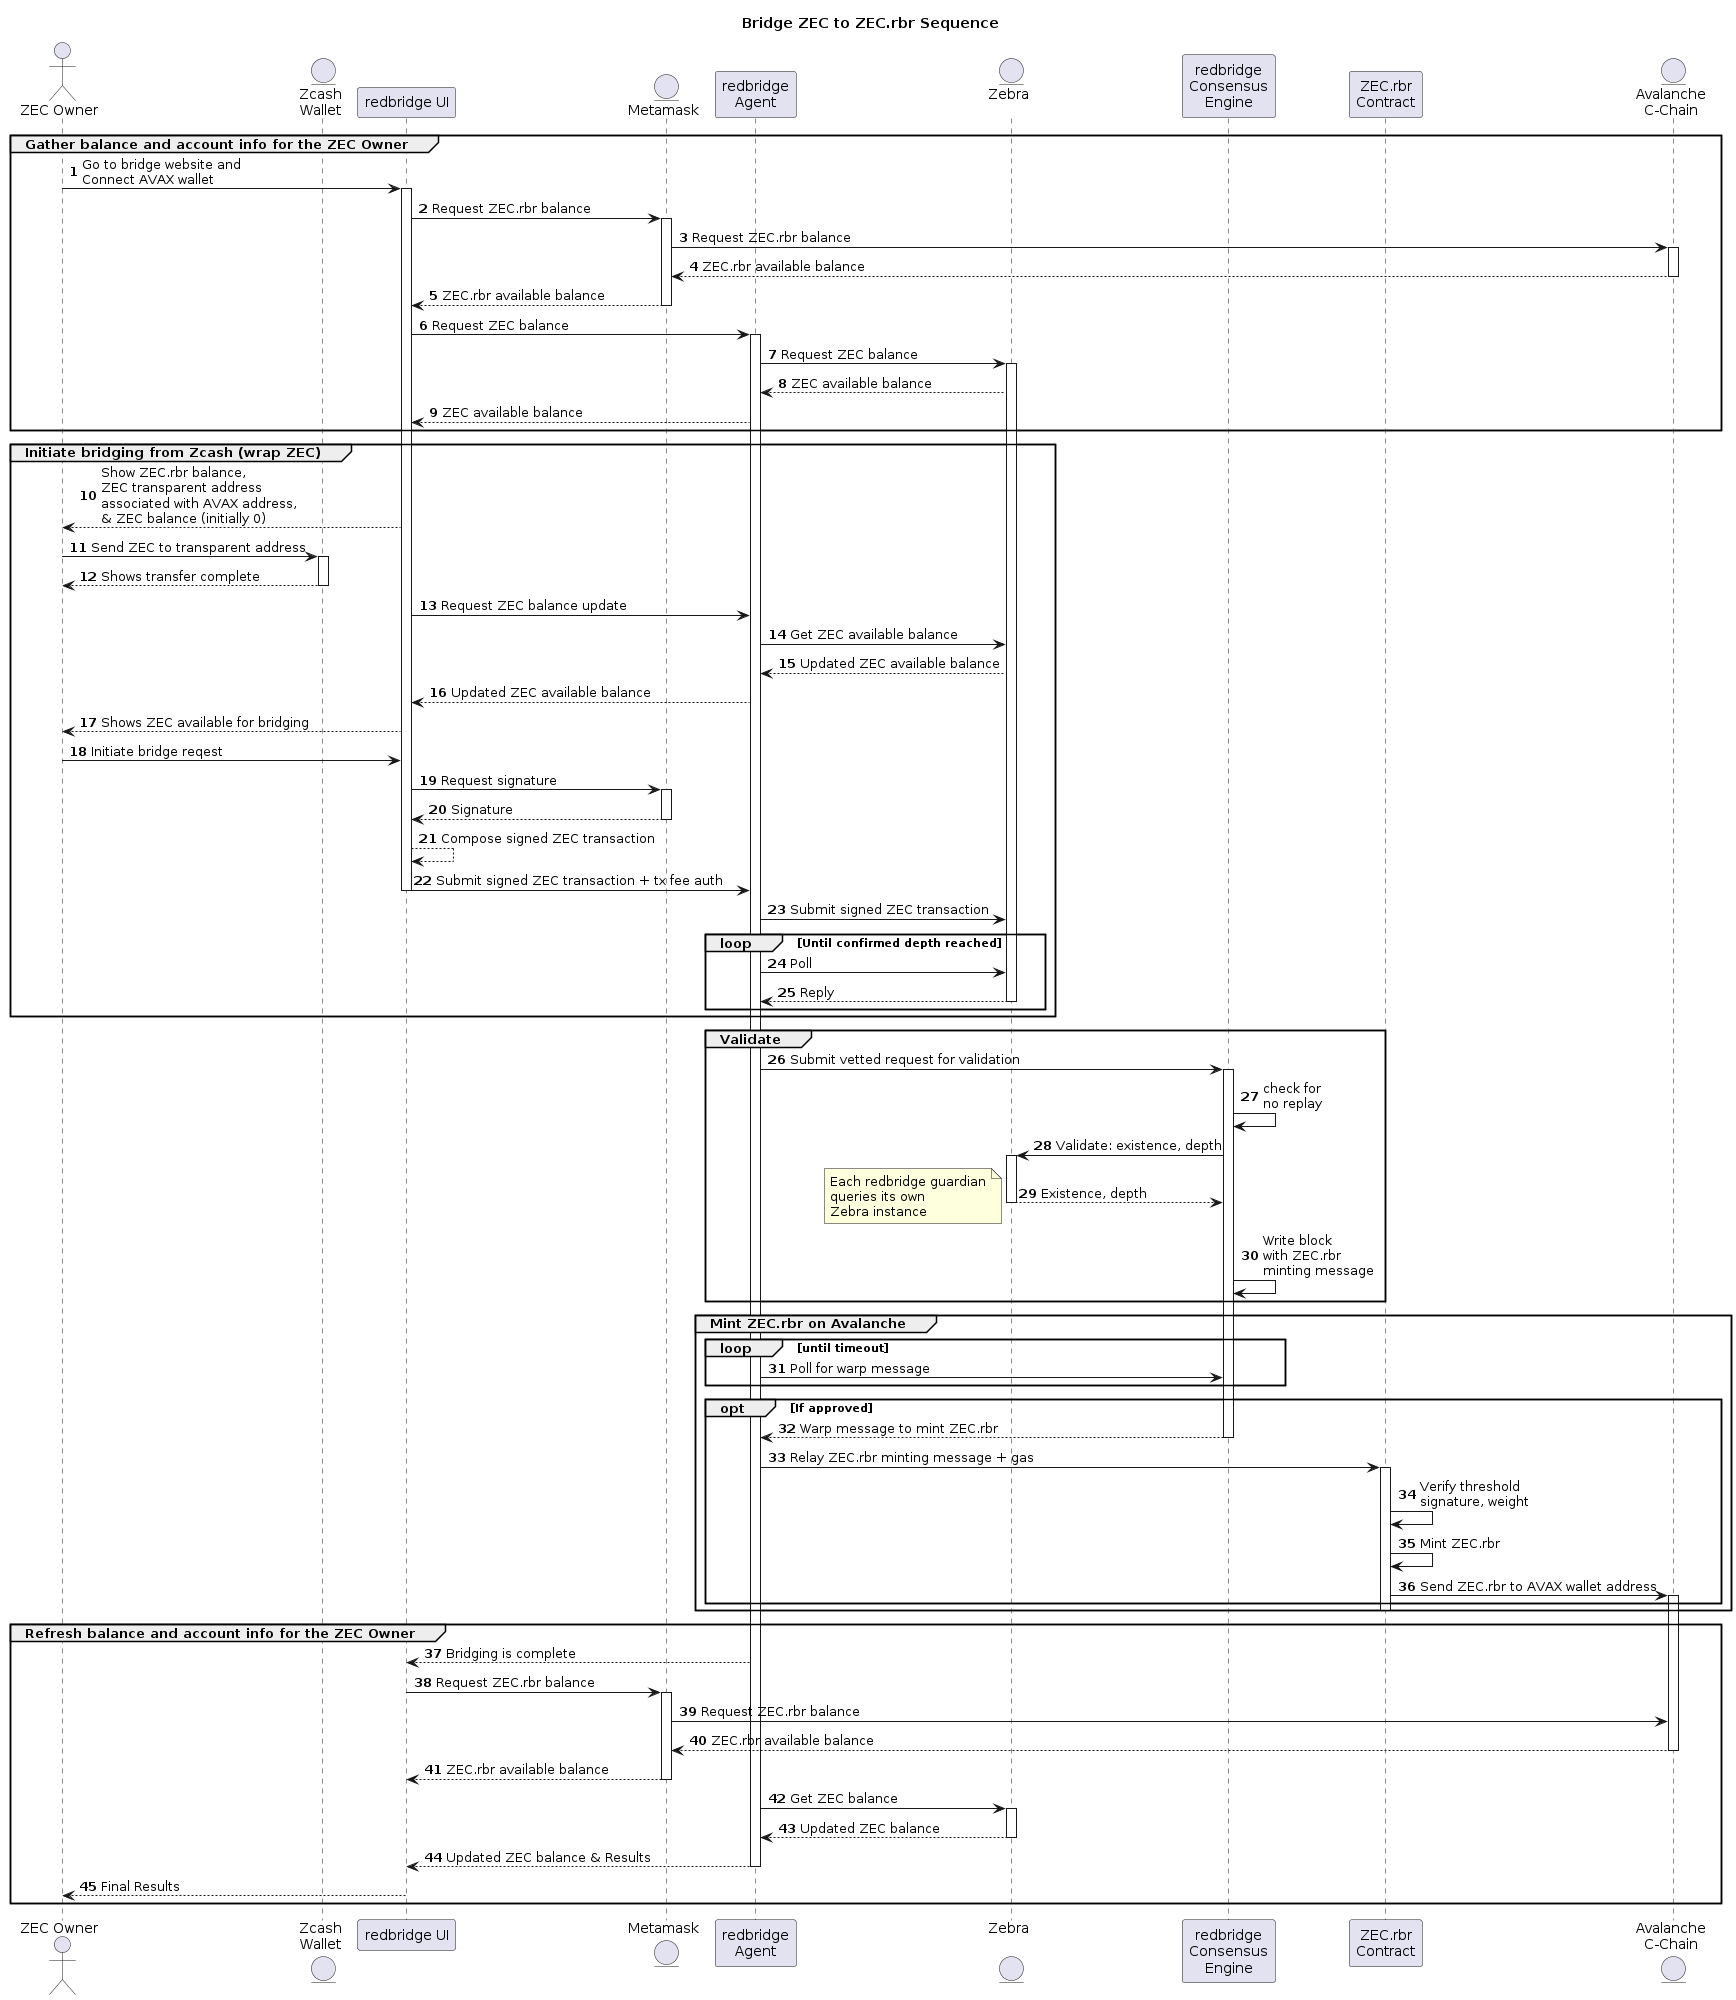 Bridge ZEC to ZEC.rbr Sequence
ZEC Owner
Zcash
Wallet
redbridge UI
Metamask
redbridge
Agent
Zebra
redbridge
Consensus
Engine
ZEC.rbr
Contract
Avalanche
C-Chain
Gather balance and account info for the ZEC Owner
1 Go to bridge website and
Connect AVAX wallet
2 Request ZEC.rbr balance
3 Request ZEC.rbr balance
4 ZEC.rbr available balance
5 ZEC.rbr available balance
6 Request ZEC balance
7 Request ZEC balance
8 ZEC available balance
9 ZEC available balance
Initiate bridging from Zcash (wrap ZEC)
10 Show ZEC.rbr balance,
ZEC transparent address
associated with AVAX address,
& ZEC balance (initially 0)
11 Send ZEC to transparent address
12 Shows transfer complete
13 Request ZEC balance update
14 Get ZEC available balance
15 Updated ZEC available balance
16 Updated ZEC available balance
17 Shows ZEC available for bridging
18 Initiate bridge reqest
19 Request signature
20 Signature
21 Compose signed ZEC transaction
22 Submit signed ZEC transaction + tx fee auth
23 Submit signed ZEC transaction
loop [Until confirmed depth reached]
24 Poll
25 Reply
Validate
26 Submit vetted request for validation
27 check for
no replay
28 Validate: existence, depth
Each redbridge guardian
queries its own
Zebra instance
29 Existence, depth
30 Write block
with ZEC.rbr
minting message
Mint ZEC.rbr on Avalanche
loop [until timeout]
31 Poll for warp message
opt [If approved]
32 Warp message to mint ZEC.rbr
33 Relay ZEC.rbr minting message + gas
34 Verify threshold
signature, weight
35 Mint ZEC.rbr
36 Send ZEC.rbr to AVAX wallet address
Refresh balance and account info for the ZEC Owner
37 Bridging is complete
38 Request ZEC.rbr balance
39 Request ZEC.rbr balance
40 ZEC.rbr available balance
41 ZEC.rbr available balance
42 Get ZEC balance
43 Updated ZEC balance
44 Updated ZEC balance & Results
45 Final Results
ZEC Owner
Zcash
Wallet
redbridge UI
Metamask
redbridge
Agent
Zebra
redbridge
Consensus
Engine
ZEC.rbr
Contract
Avalanche
C-Chain